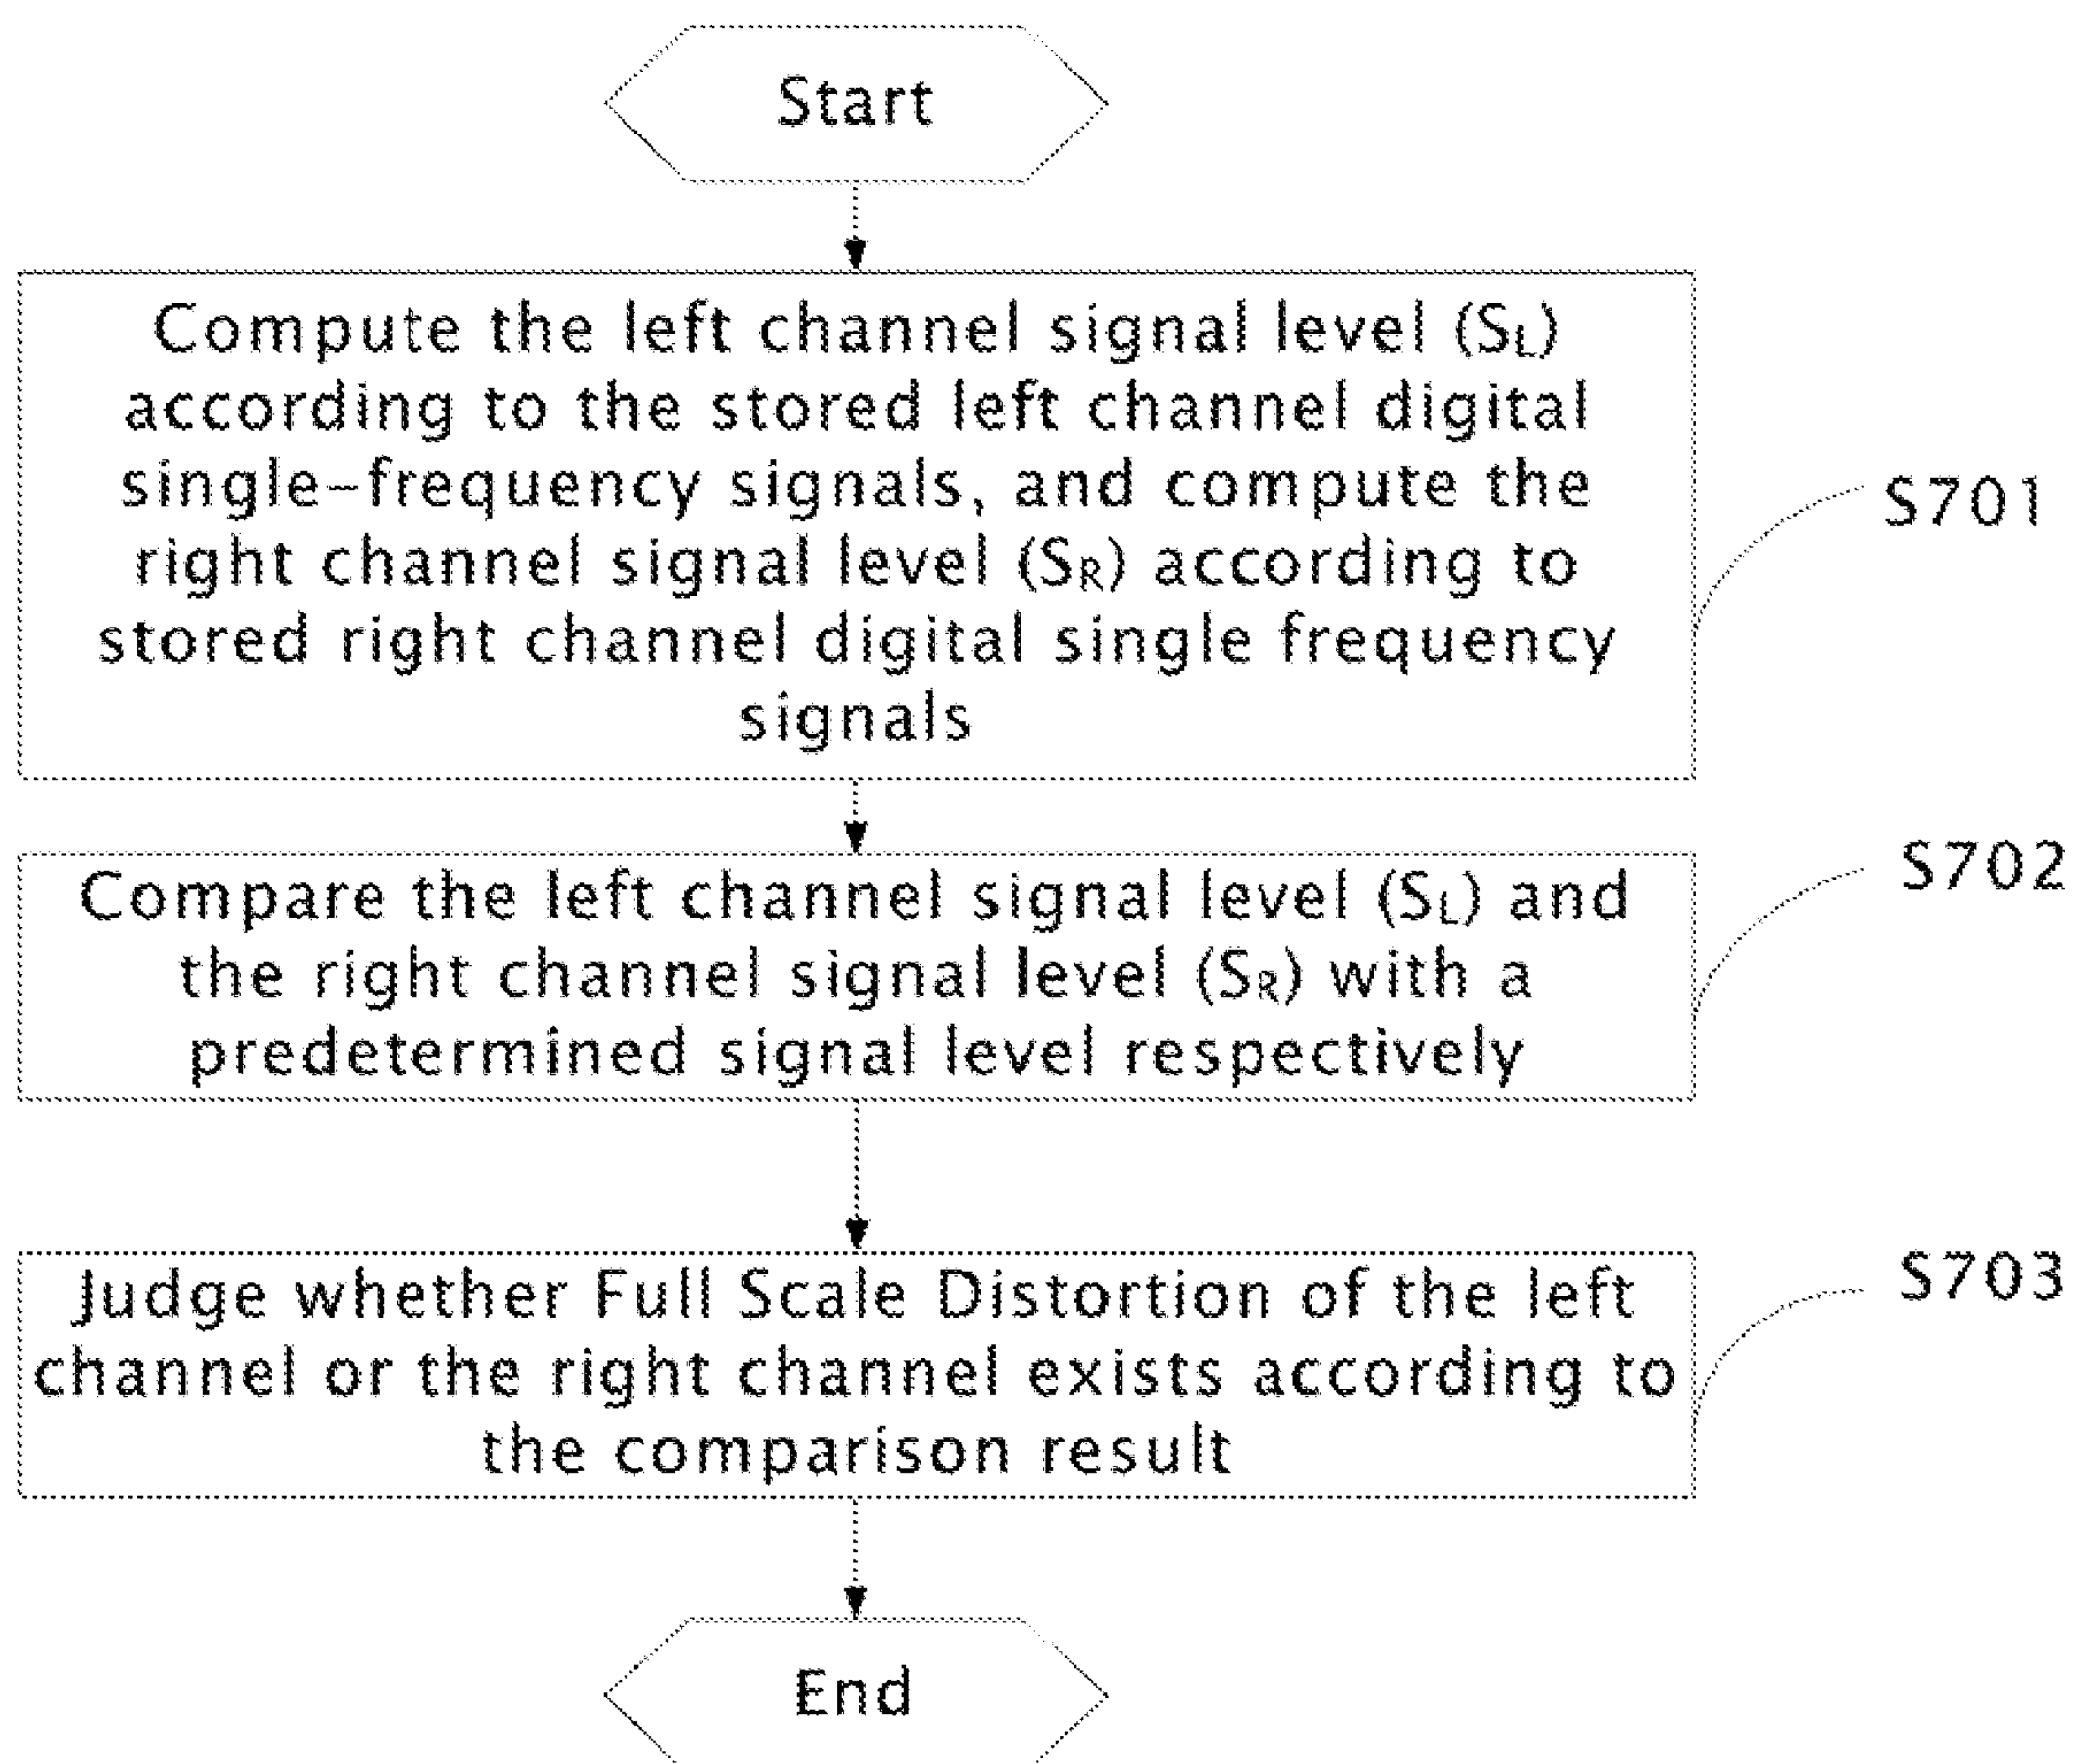 Start
Compute the left channel signal level (SL)
according to the stored left channel digital
single-frequency signals, and compute the
right channel signal level (SR) according to
stored right channel digital single frequency
signals
S701
Compare the left channel signal level (SL) and
the right channel signal level (SR) with a
predetermined signal level respectively
S702
Judge whether Full Scale Distortion of the left
channel or the right channel exists according to
the comparison result
S703
End